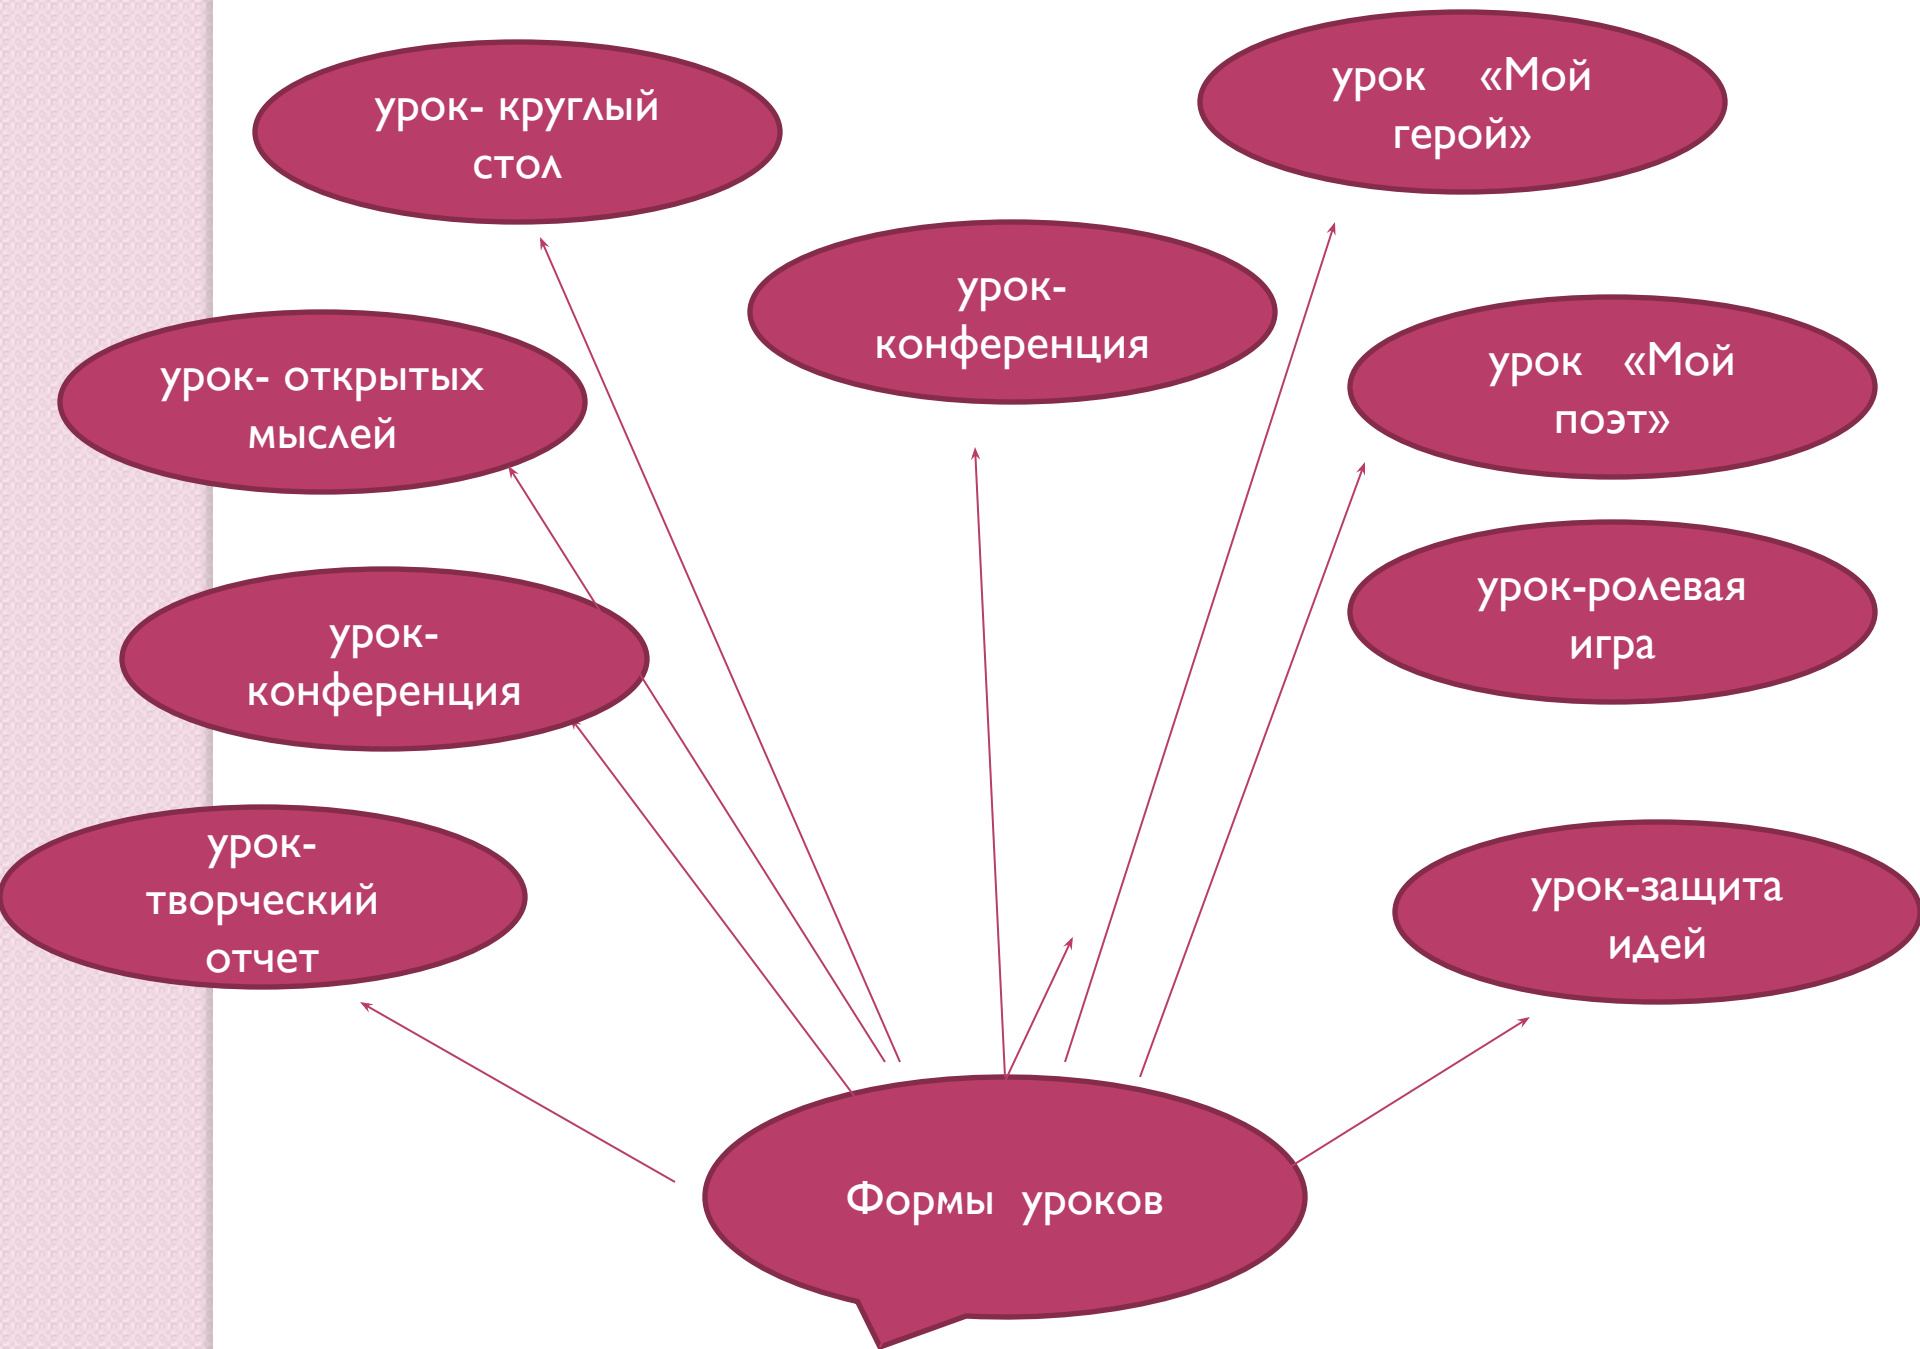 урок- круглый
стол
урок «Мой
герой»
урок-
конференция
урок- открытых
мыслей
урок «Мой
поэт»
урок-
конференция
урок-ролевая
игра
урок-
творческий
отчет
урок-защита
идей
Формы уроков